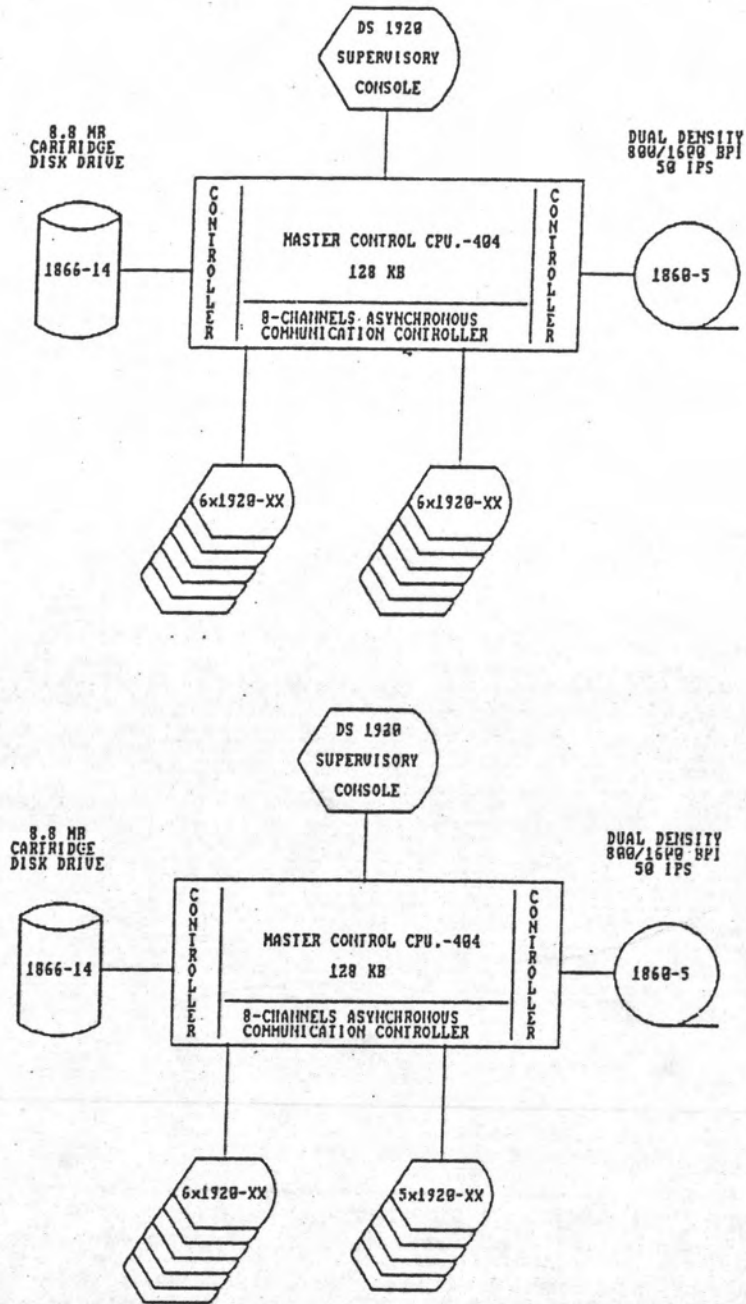 DS 1920
SUPERVISORY
CONSOLE
8.8 MB
CARTRIDGE
DISK DRIVE
DUAL DENSITY
800/1600 BPI
50 IPS
CONTROLLER
MASTER CONTROL CPU.-404
128 KB
8-CHANNELS ASYNCHRONOUS
COMMUNICATION CONTROLLER
CONTROLLER
1866-14
1860-5
6x1920-XX
6x1920-XX
DS 1920
SUPERVISORY
CONSOLE
8.8 MB
CARTRIDGE
DISK DRIVE
DUAL DENSITY
800/1600 BPI
50 IPS
CONTROLLER
MASTER CONTROL CPU.-404
128 KB
8-CHANNELS ASYNCHRONOUS
COMMUNICATION CONTROLLER
CONTROLLER
1866-14
1860-5
6x1920-XX
5x1920-XX